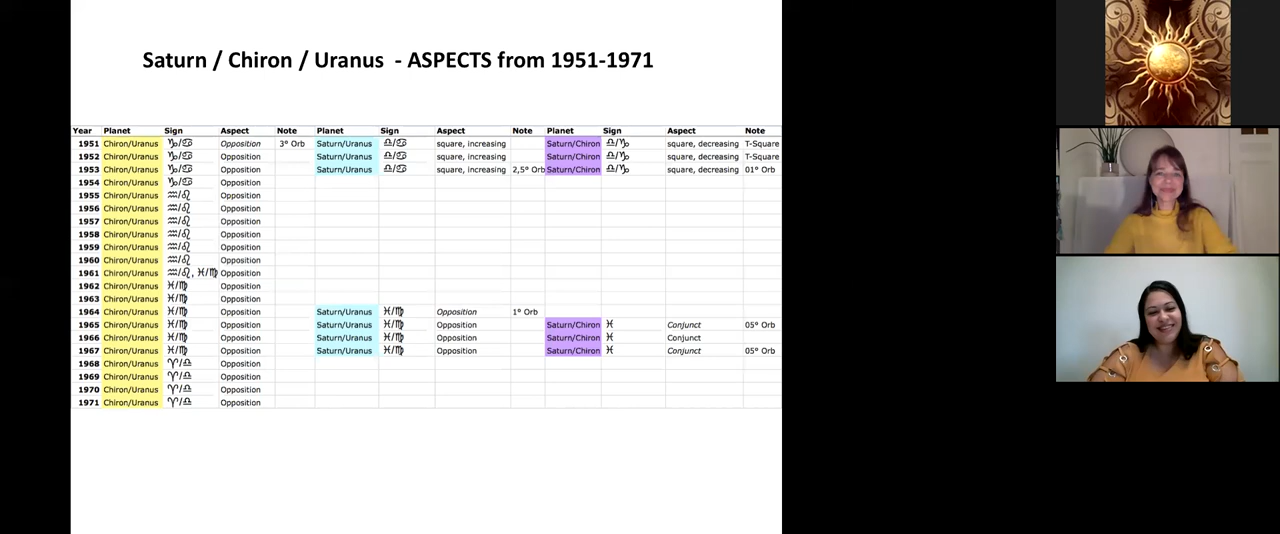 Saturn / Chiron / Uranus - ASPECTS from 1951-1971
Year Planet Sign Aspect Note Planet Sign Aspect Note Planet Sign Aspect Note
1951 Chiron/Uranus ♑/♋ Opposition 3° Orb Saturn/Uranus ♎/♋ square, increasing Saturn/Chiron ♎/♑ square, decreasing T-Square
1952 Chiron/Uranus ♑/♋ Opposition Saturn/Uranus ♎/♋ square, increasing Saturn/Chiron square, decreasing T-Square
1953 Chiron/Uranus ♑/♋ Opposition Saturn/Uranus ♎/♋ square, increasing 2,5° Orb Saturn/Chiron ♎/♑ square, decreasing 01° Orb
1954 Chiron/Uranus ♑/♋ Opposition
1955 Chiron/Uranus ♒/♌ Opposition
1956 Chiron/Uranus ♒/♌ Opposition
1957 Chiron/Uranus ♒/♌ Opposition
1958 Chiron/Uranus ♒/♌ Opposition
1959 Chiron/Uranus ♒/♌ Opposition
1960 Chiron/Uranus ♒/♌ Opposition
1961 Chiron/Uranus ♒/♌, ♓/♍ Opposition
1962 Chiron/Uranus ♓/♍ Opposition
1963 Chiron/Uranus ♓/♍ Opposition
1964 Chiron/Uranus ♓/♍ Opposition Saturn/Uranus ♓/♍ Opposition 1° Orb
1965 Chiron/Uranus ♓/♍ Opposition Saturn/Uranus ♓/♍ Opposition Saturn/Chiron ♓ Conjunct 05° Orb
1966 Chiron/Uranus ♓/♍ Opposition Saturn/Uranus ♓/♍ Opposition Saturn/Chiron ♓ Conjunct
1967 Chiron/Uranus ♓/♍ Opposition Saturn/Uranus ♓/♍ Opposition Saturn/Chiron ♓ Conjunct 05° Orb
1968 Chiron/Uranus ♈/♎ Opposition
1969 Chiron/Uranus ♈/♎ Opposition
1970 Chiron/Uranus ♈/♎ Opposition
1971 Chiron/Uranus ♈/♎ Opposition